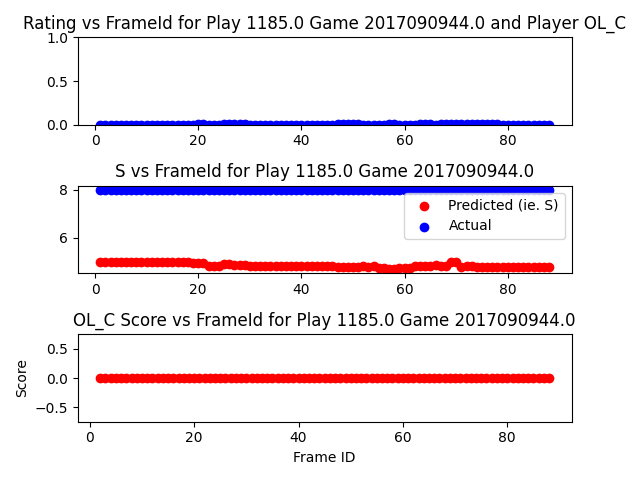 Rating vs FrameId for Play 1185.0 Game 2017090944.0 and Player OL_C
1.0
0.5
0.0
0 20 40 60 80
S vs FrameId for Play 1185.0 Game 2017090944.0
8
6
Predicted (ie. S)
Actual
0 20 40 60 80
OL_C Score vs FrameId for Play 1185.0 Game 2017090944.0
Score
0.5
0.0
−0.5
0 20 40 60 80
Frame ID